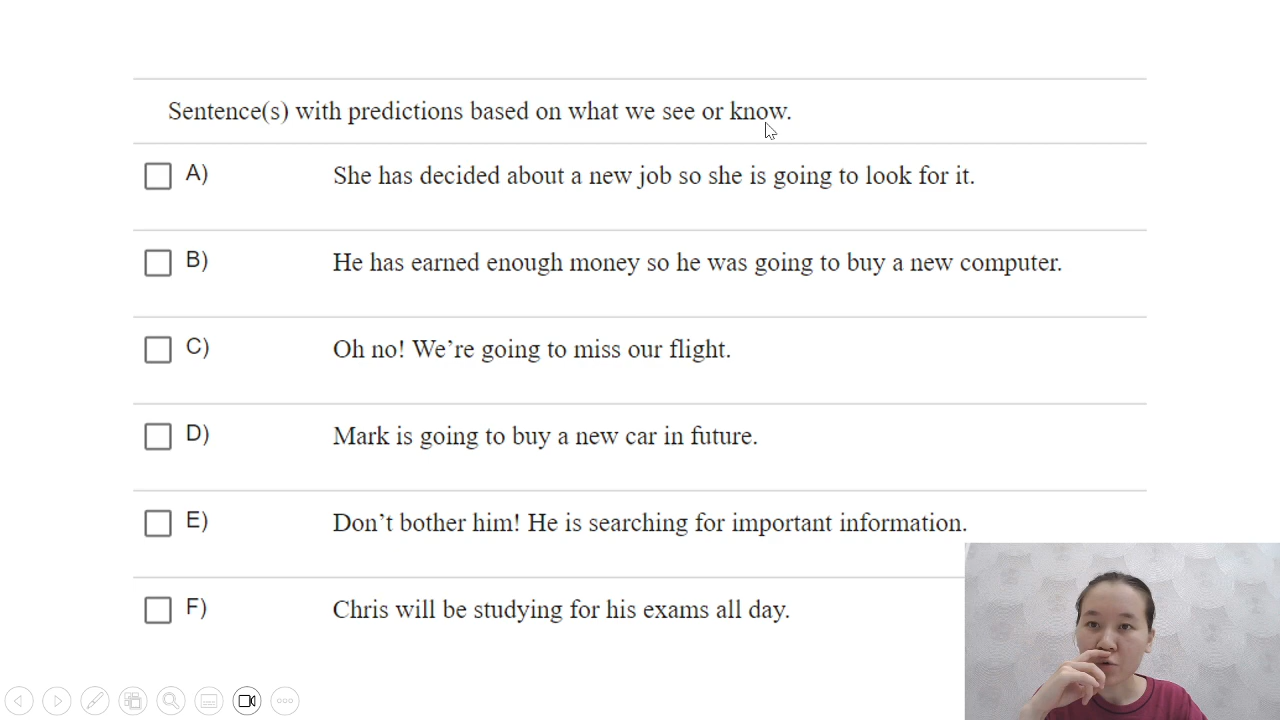 Sentence(s) with predictions based on what we see or know.
A) She has decided about a new job so she is going to look for it.
B) He has earned enough money so he was going to buy a new computer.
C) Oh no! We’re going to miss our flight.
D) Mark is going to buy a new car in future.
E) Don’t bother him! He is searching for important information.
F) Chris will be studying for his exams all day.